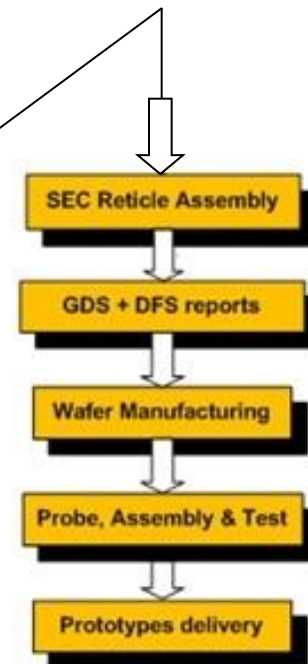 SEC Reticle Assembly
GDS + DFS reports
Wafer Manufacturing
Probe, Assembly & Test
Prototypes delivery